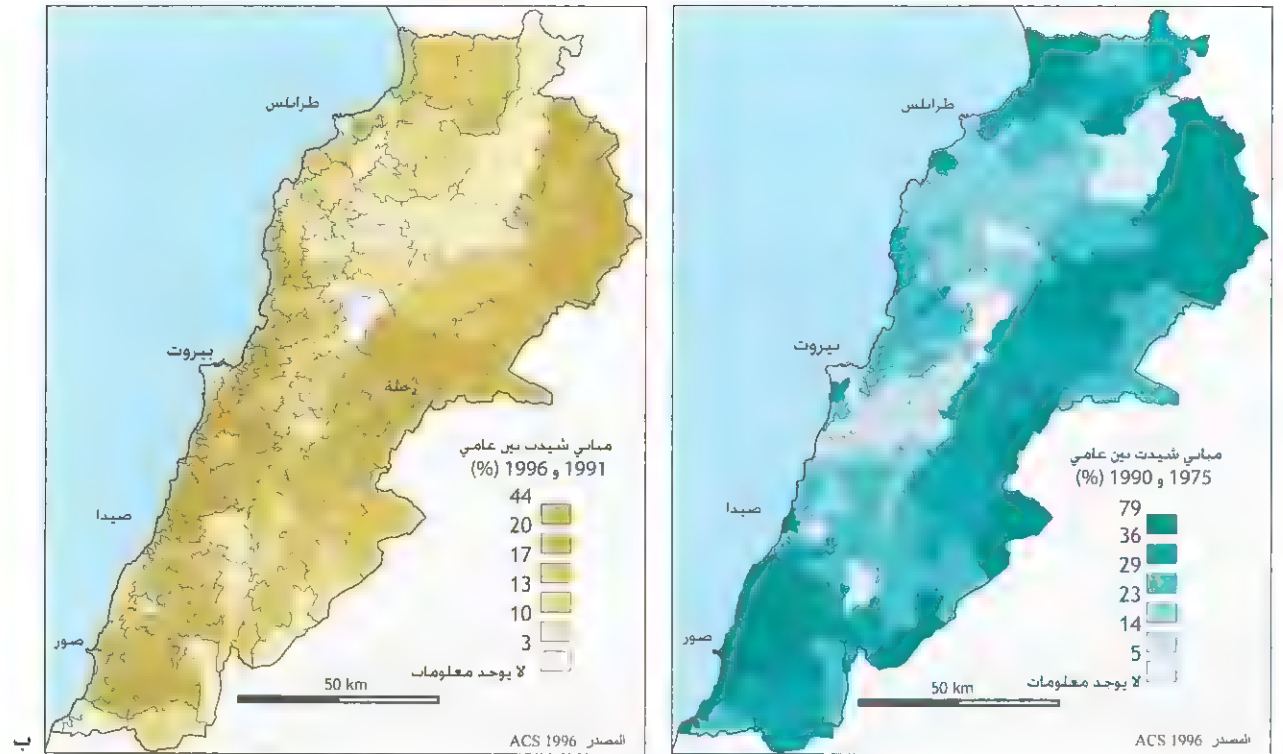 طرابلس
بيروت
زحلة
صيدا
صور
مباني شيدت بين عامي
1991 و 1996 (%)
44
20
17
13
10
3
لا يوجد معلومات
50 km
المصدر ACS 1996
ب
طرابلس
بيروت
صيدا
صور
مباني شيدت بين عامي
1975 و 1990 (%)
79
36
29
23
14
5
لا يوجد معلومات
50 km
المصدر ACS 1996